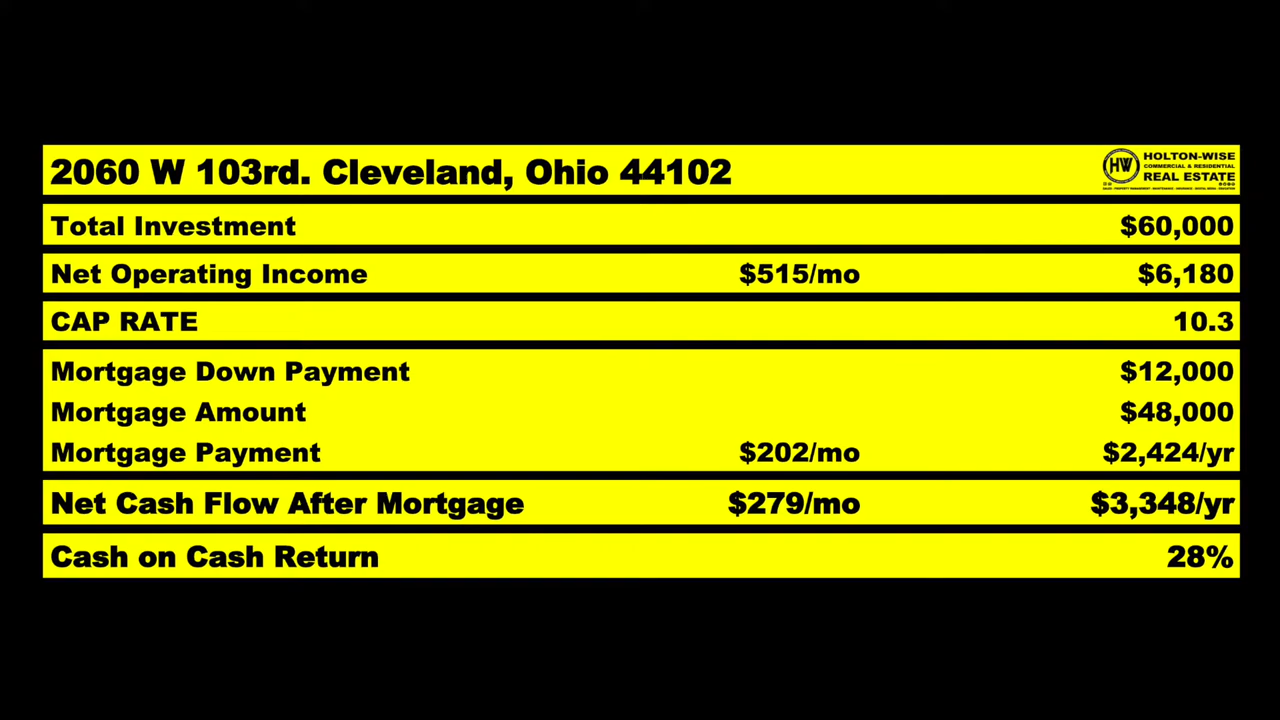 2060 W 103rd. Cleveland, Ohio 44102
HW HOLTON-WISE
COMMERCIAL & RESIDENTIAL
REAL ESTATE
Total Investment $60,000
Net Operating Income $515/mo $6,180
CAP RATE 10.3
Mortgage Down Payment $12,000
Mortgage Amount $48,000
Mortgage Payment $202/mo $2,424/yr
Net Cash Flow After Mortgage $279/mo $3,348/yr
Cash on Cash Return 28%